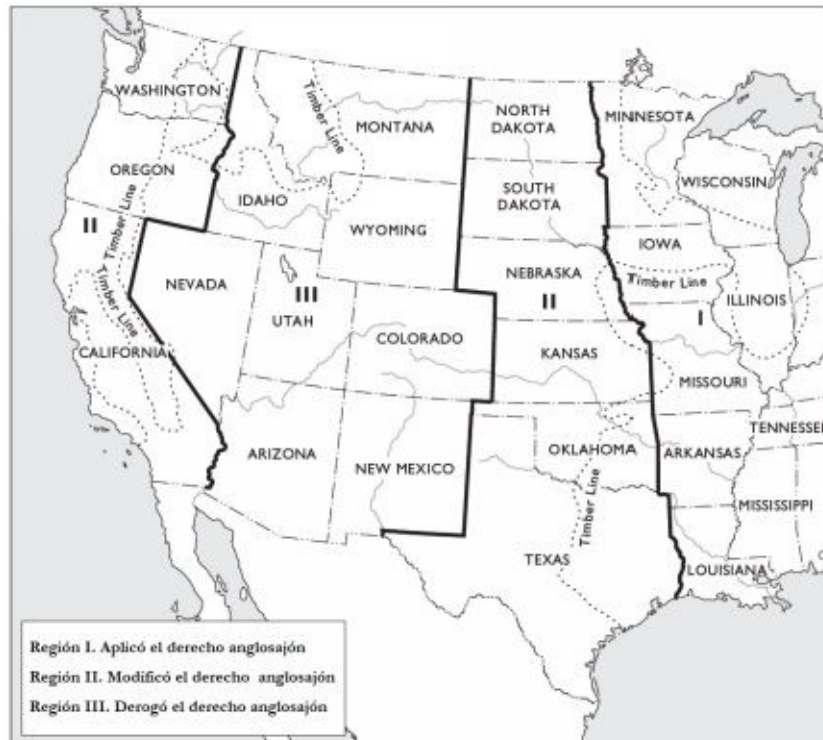 WASHINGTON
Timber Line
MONTANA
NORTH
DAKOTA
MINNESOTA
OREGON
IDAHO
WISCONSIN
SOUTH
DAKOTA
WYOMING
II
Timber Line
IOWA
NEVADA
NEBRASKA
Timber Line
III
II
I
ILLINOIS
UTAH
Timber Line
COLORADO
CALIFORNIA
KANSAS
MISSOURI
TENNESSEE
ARIZONA
NEW MEXICO
OKLAHOMA
ARKANSAS
Timber Line
MISSISSIPPI
TEXAS
LOUISIANA
Región I. Aplicó el derecho anglosajón
Región II. Modificó el derecho anglosajón
Región III. Derogó el derecho anglosajón